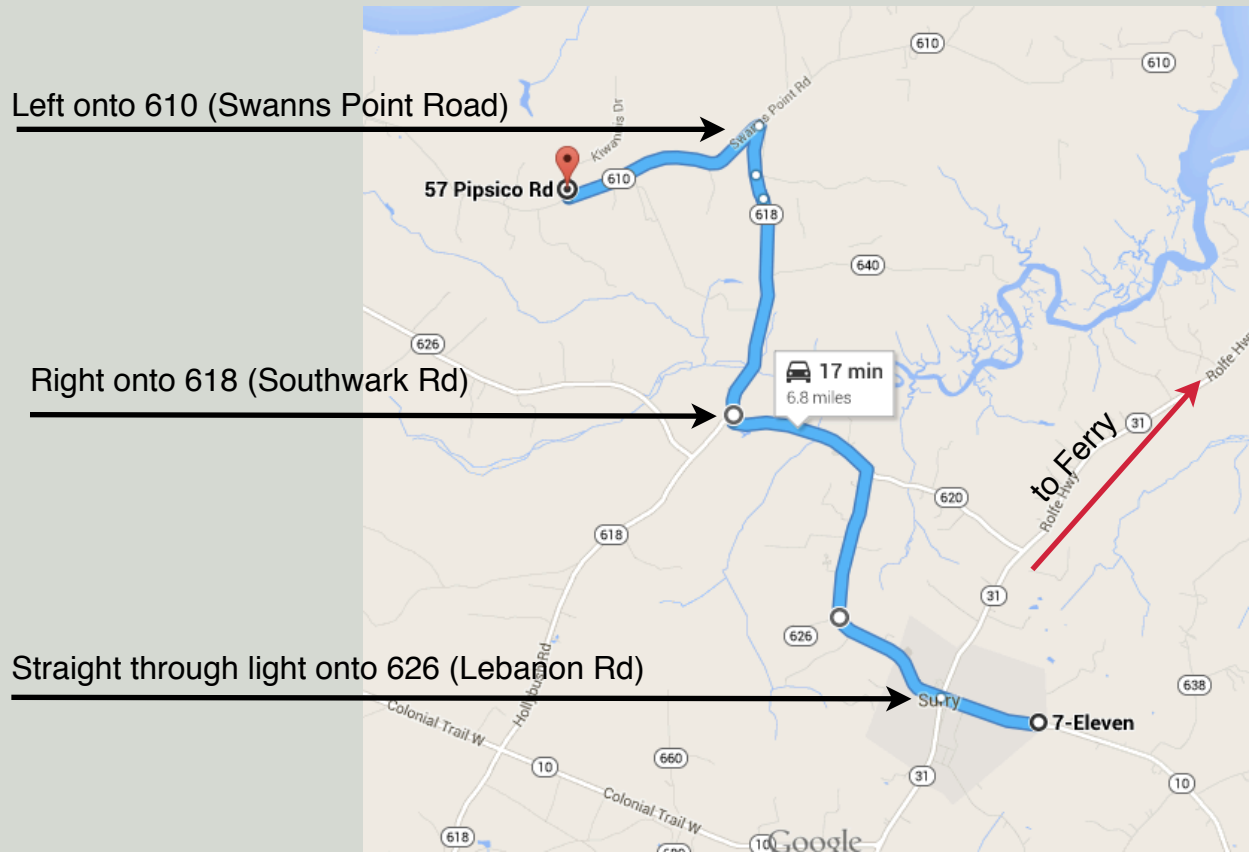 610
610
Left onto 610 (Swanns Point Road)
Swanns Point Rd
Kiwannis Dr
610
57 Pipsico Rd
618
640
626
Right onto 618 (Southwark Rd)
17 min
6.8 miles
Rolfe Hwy
31
to Ferry
Rolfe Hwy
620
618
31
626
Straight through light onto 626 (Lebanon Rd)
Hollybush Rd
638
Surry
7-Eleven
Colonial Trail W
10
660
31
10
Colonial Trail W
618
10
Google